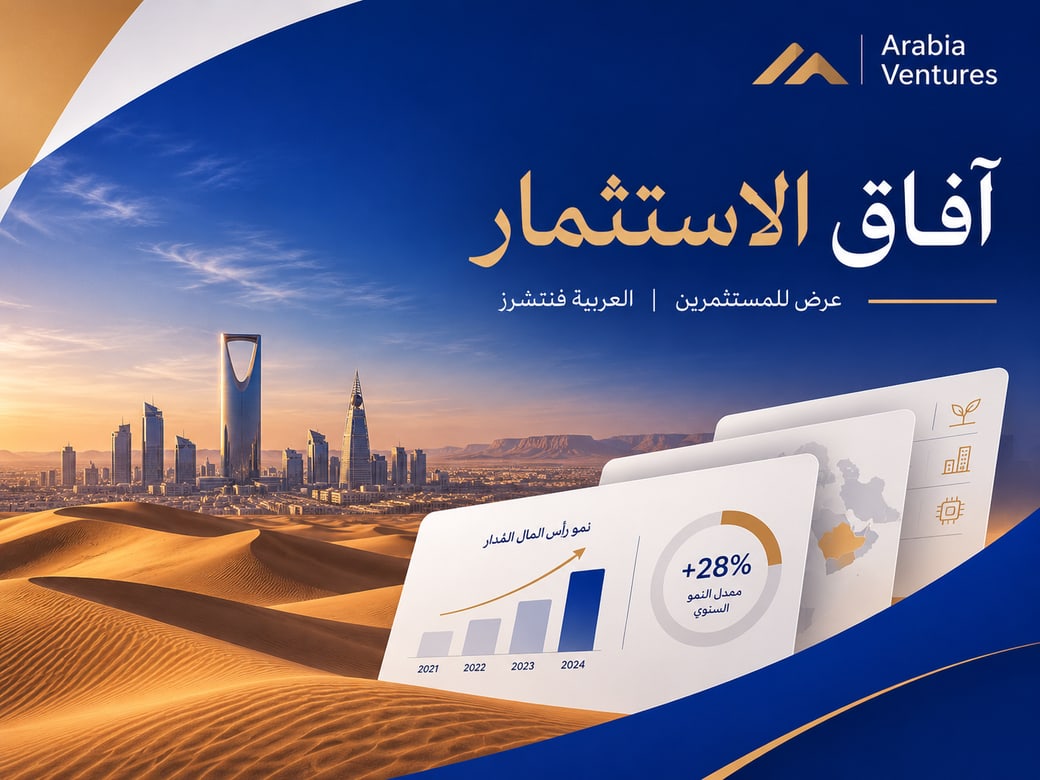 Arabia
Ventures
آفاق الاستثمار
عرض للمستثمرين | العربية فنتشرز
نمو رأس المال المُدار
2021 2022 2023 2024
+28%
معدل النمو
السنوي